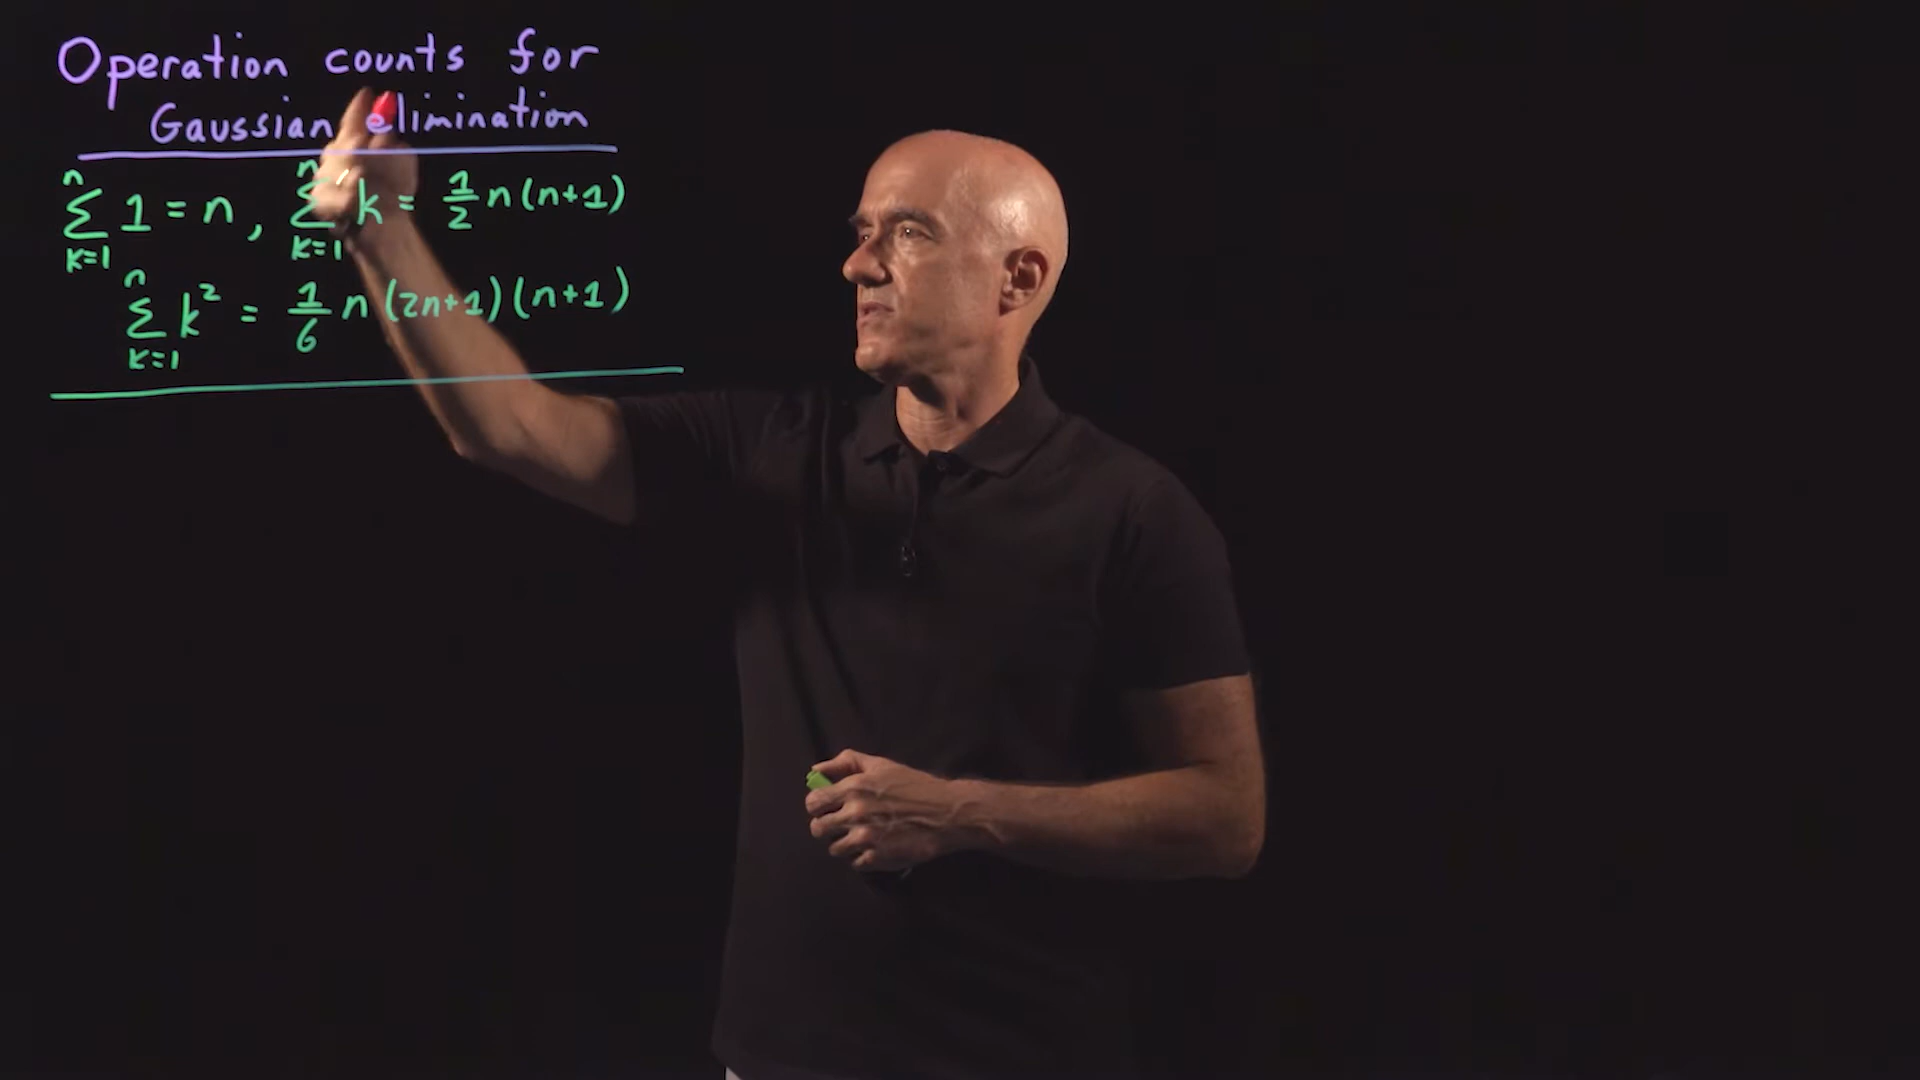 Operation counts for
Gaussian elimination
n∑k=1 1 = n, n∑k=1 k = 1/2 n(n+1)
n∑k=1 k² = 1/6 n(2n+1)(n+1)